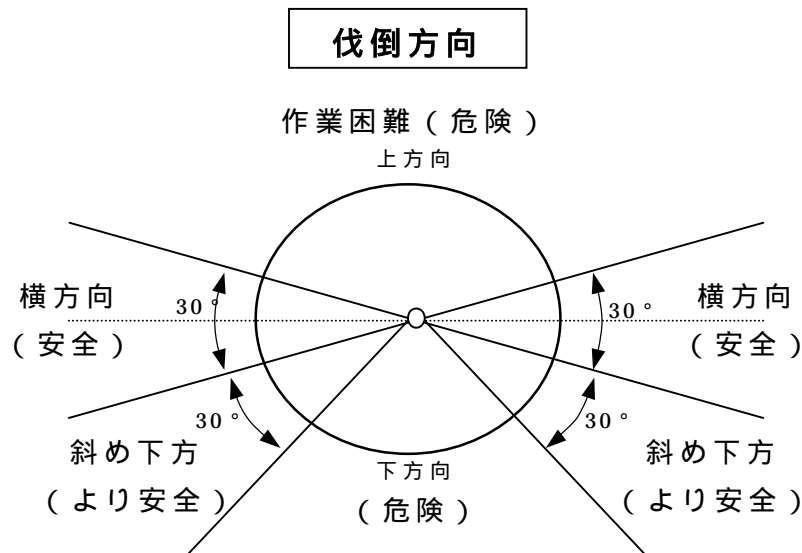 伐倒方向
作業困難(危険)
上方向
横方向
(安全)
30°
30°
横方向
(安全)
30°
30°
斜め下方
(より安全)
下方向
(危険)
斜め下方
(より安全)